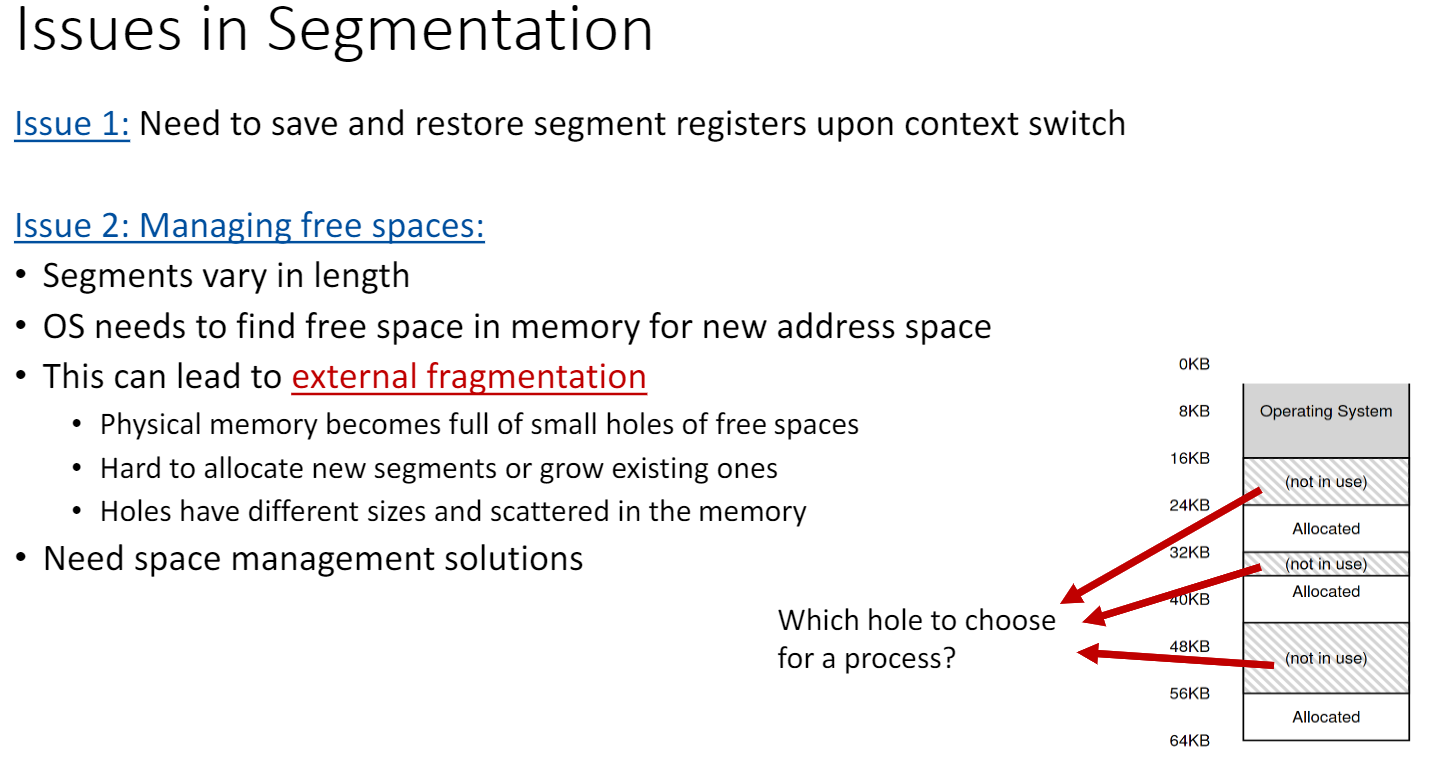 Issues in Segmentation
Issue 1: Need to save and restore segment registers upon context switch
Issue 2: Managing free spaces:
• Segments vary in length
• OS needs to find free space in memory for new address space
• This can lead to external fragmentation
• Physical memory becomes full of small holes of free spaces
• Hard to allocate new segments or grow existing ones
• Holes have different sizes and scattered in the memory
• Need space management solutions
Which hole to choose
for a process?
0KB
8KB
Operating System
16KB
(not in use)
24KB
Allocated
32KB
(not in use)
Allocated
40KB
48KB
(not in use)
56KB
Allocated
64KB